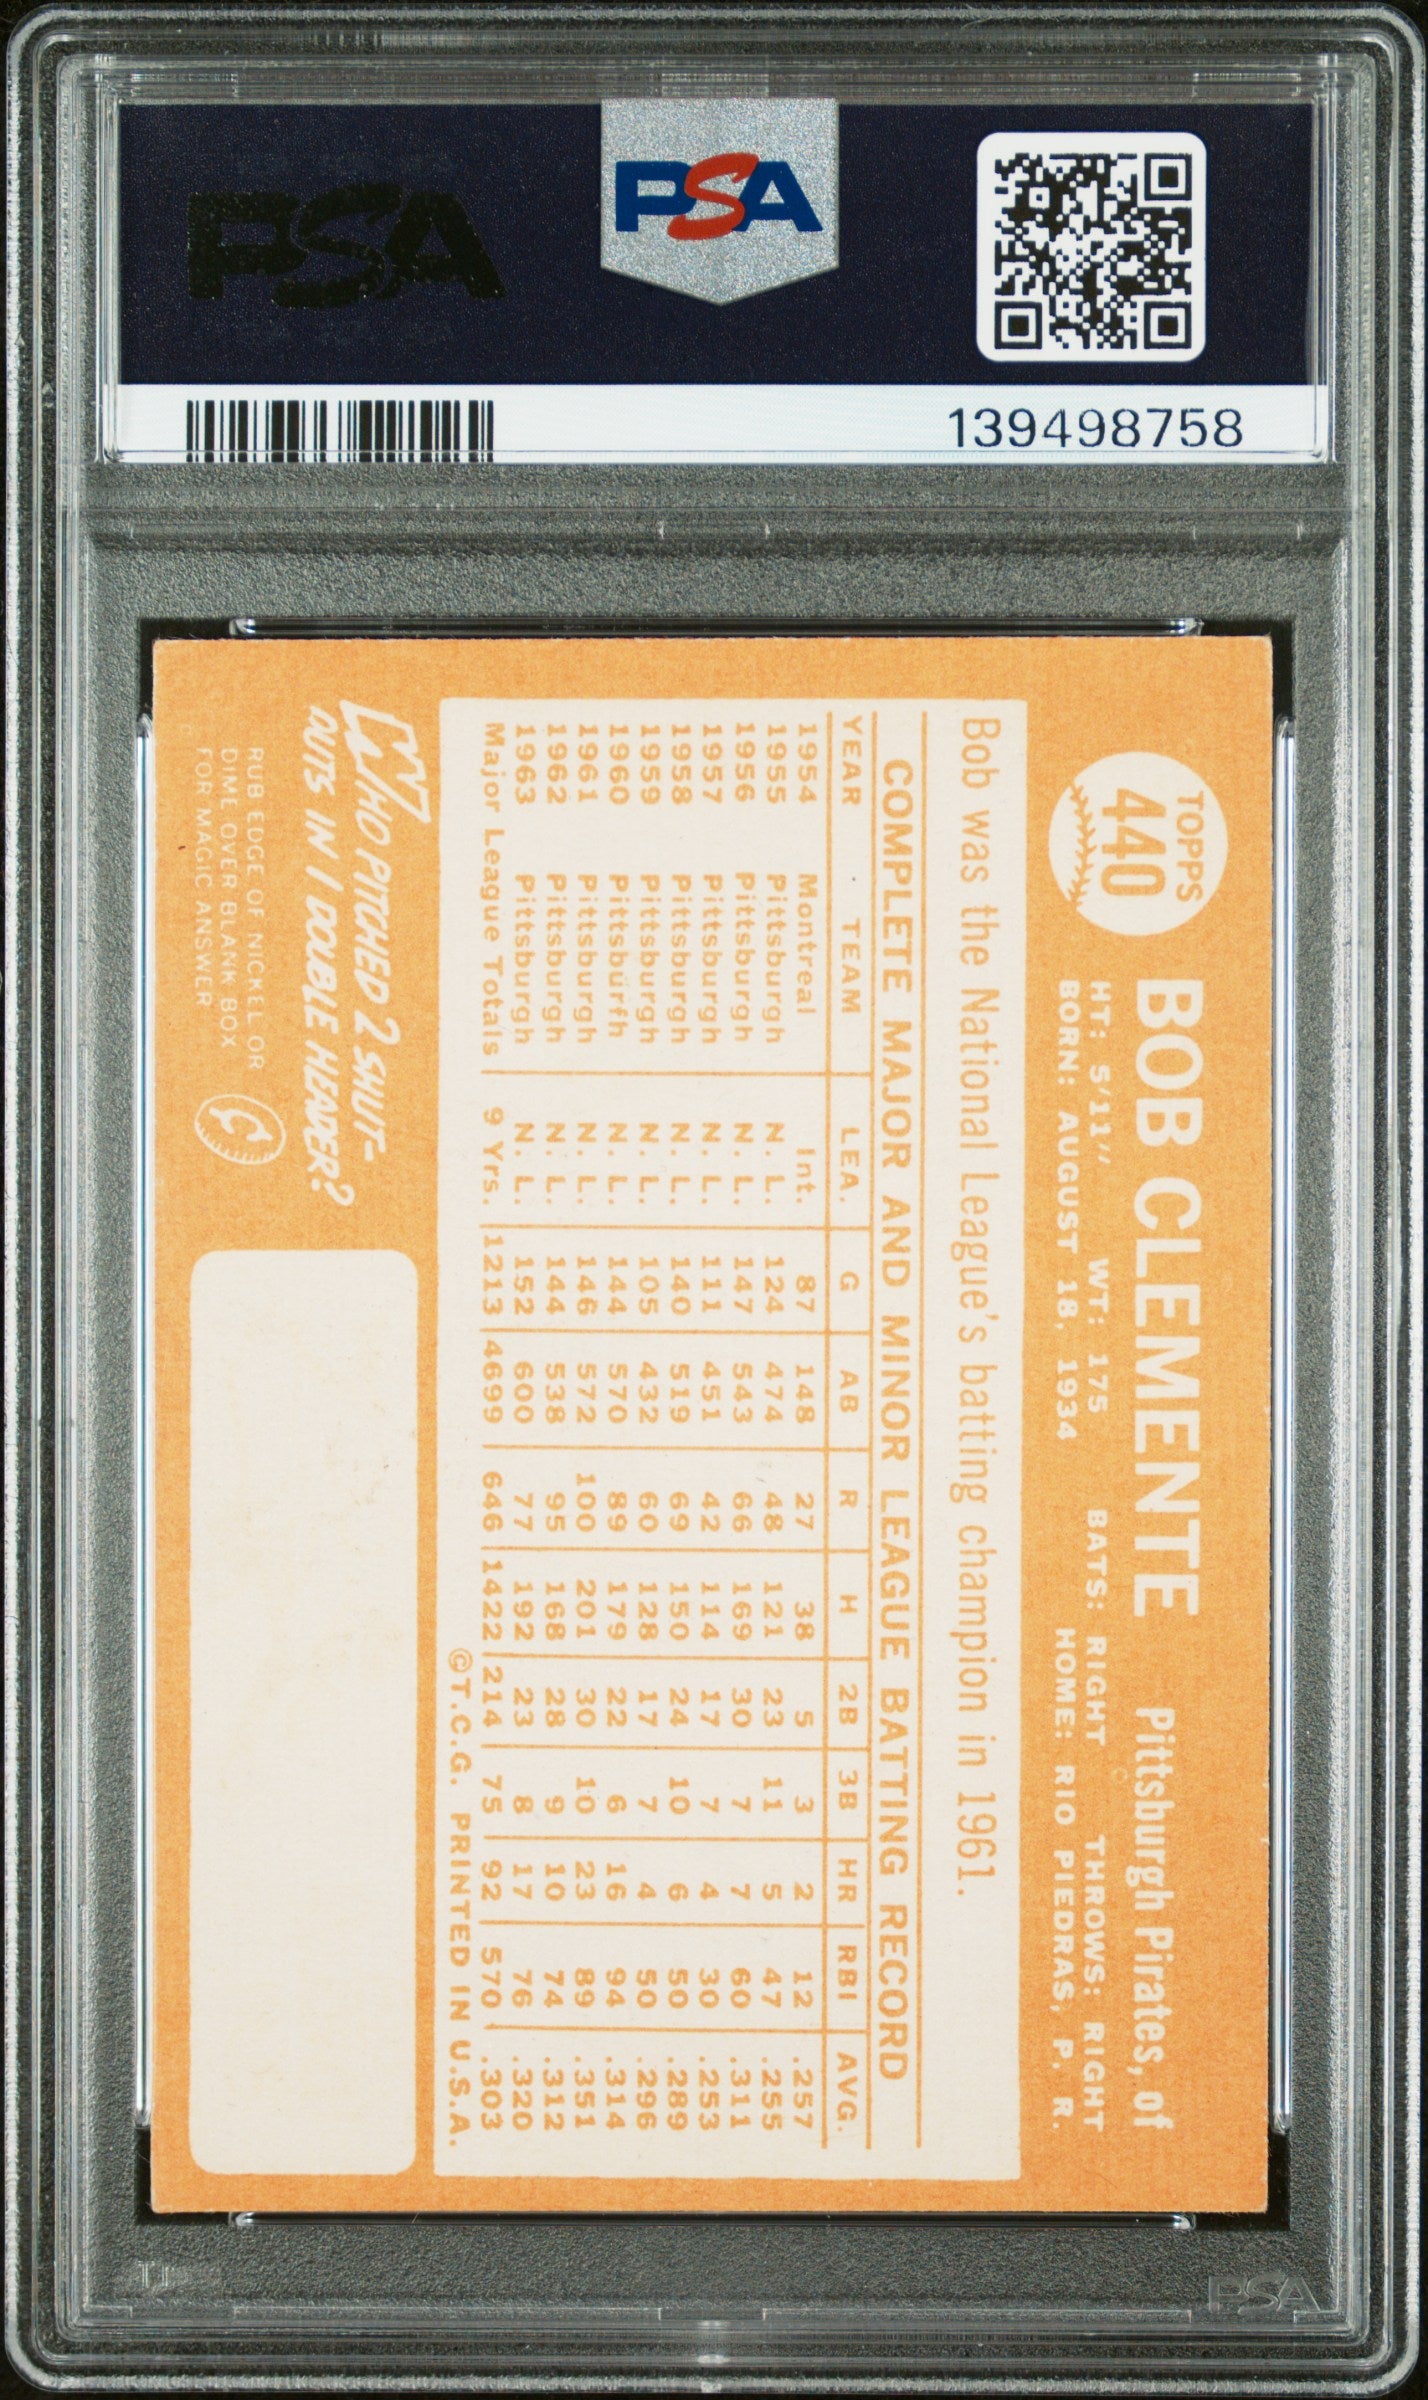 PSA
PSA
139498758
TOPPS
440
BOB CLEMENTE Pittsburgh Pirates, of
HT: 5'11" WT: 175 BATS: RIGHT THROWS: RIGHT
BORN: AUGUST 18, 1934 HOME: RIO PIEDRAS, P. R.
Bob was the National League's batting champion in 1961.
COMPLETE MAJOR AND MINOR LEAGUE BATTING RECORD
YEAR TEAM LEA. G AB R H 2B 3B HR RBI AVG.
1954 Montreal Int. 87 148 27 38 5 3 2 12 .257
1955 Pittsburgh N. L. 124 474 48 121 23 11 5 47 .255
1956 Pittsburgh N. L. 147 543 66 169 30 7 7 60 .311
1957 Pittsburgh N. L. 111 451 42 114 17 7 4 30 .253
1958 Pittsburgh N. L. 140 519 69 150 24 10 6 50 .289
1959 Pittsburgh N. L. 105 432 60 128 17 7 4 50 .296
1960 Pittsburfh N. L. 144 570 89 179 22 6 16 94 .314
1961 Pittsburgh N. L. 146 572 100 201 30 10 23 89 .351
1962 Pittsburgh N. L. 144 538 95 168 28 9 10 74 .312
1963 Pittsburgh N. L. 152 600 77 192 23 8 17 76 .320
Major League Totals 9 Yrs. 1213 4699 646 1422 214 75 92 570 .303
©T.C.G. PRINTED IN U.S.A.
WHO PITCHED 2 SHUT-
OUTS IN 1 DOUBLE HEADER?
RUB EDGE OF NICKEL OR
DIME OVER BLANK BOX
FOR MAGIC ANSWER
PSA